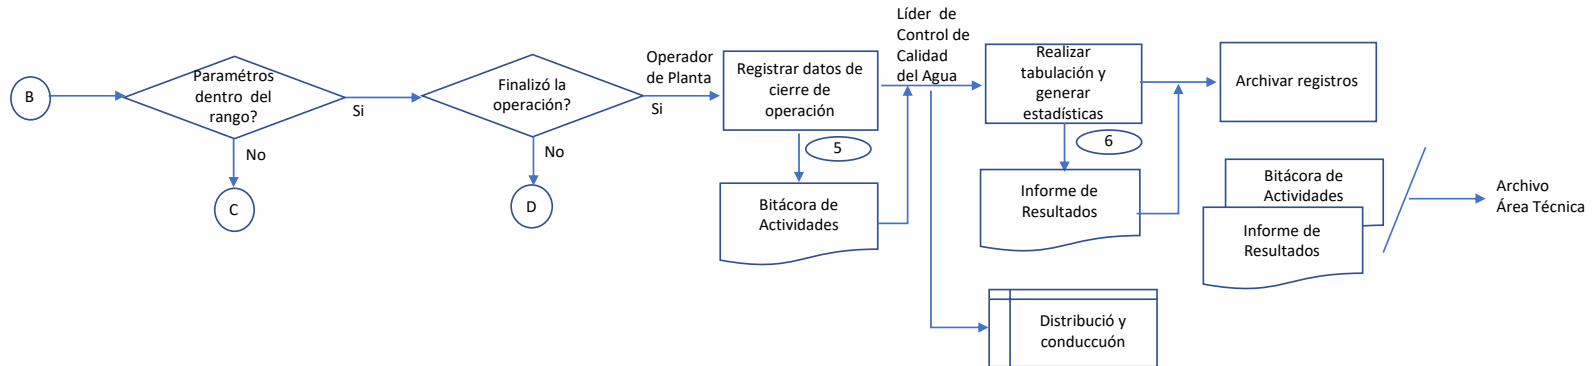 B
Paramétros
dentro del
rango?
Si
No
C
Finalizó la
operación?
No
D
Operador
de Planta
Si
Registrar datos de
cierre de
operación
5
Bitácora de
Actividades
Líder de
Control de
Calidad
del Agua
Realizar
tabulación y
generar
estadísticas
6
Informe de
Resultados
Distribució y
conduccuón
Archivar registros
Bitácora de
Actividades
Informe de
Resultados
Archivo
Área Técnica